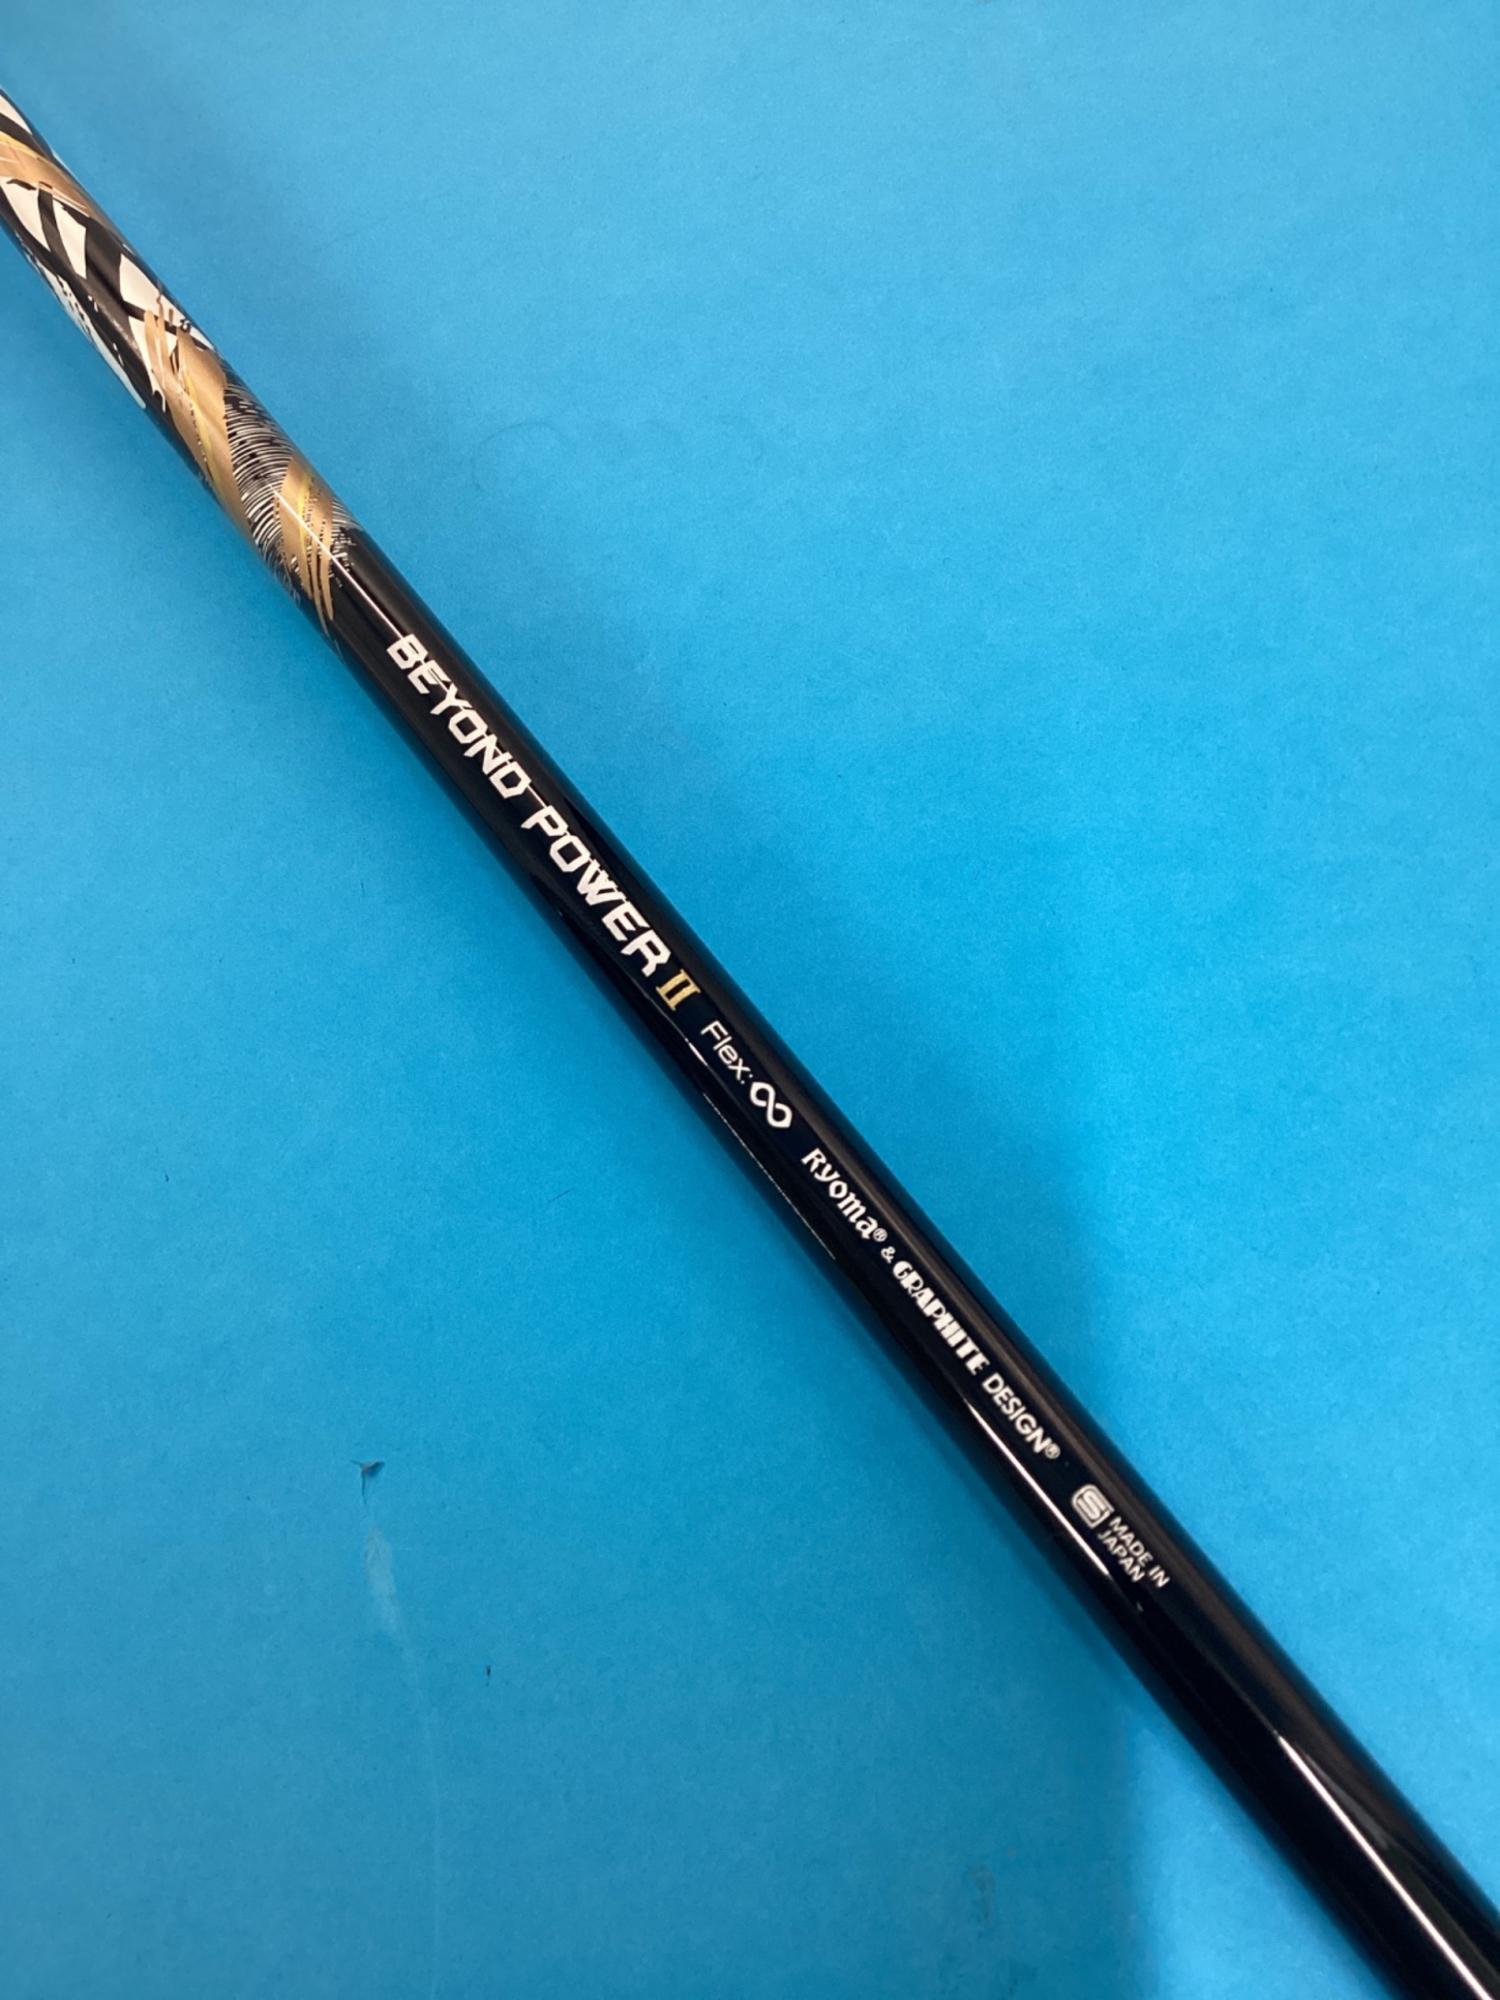 BEYOND POWER II Flex:∞ Ryoma® & GRAPHITE DESIGN® S MADE IN
JAPAN